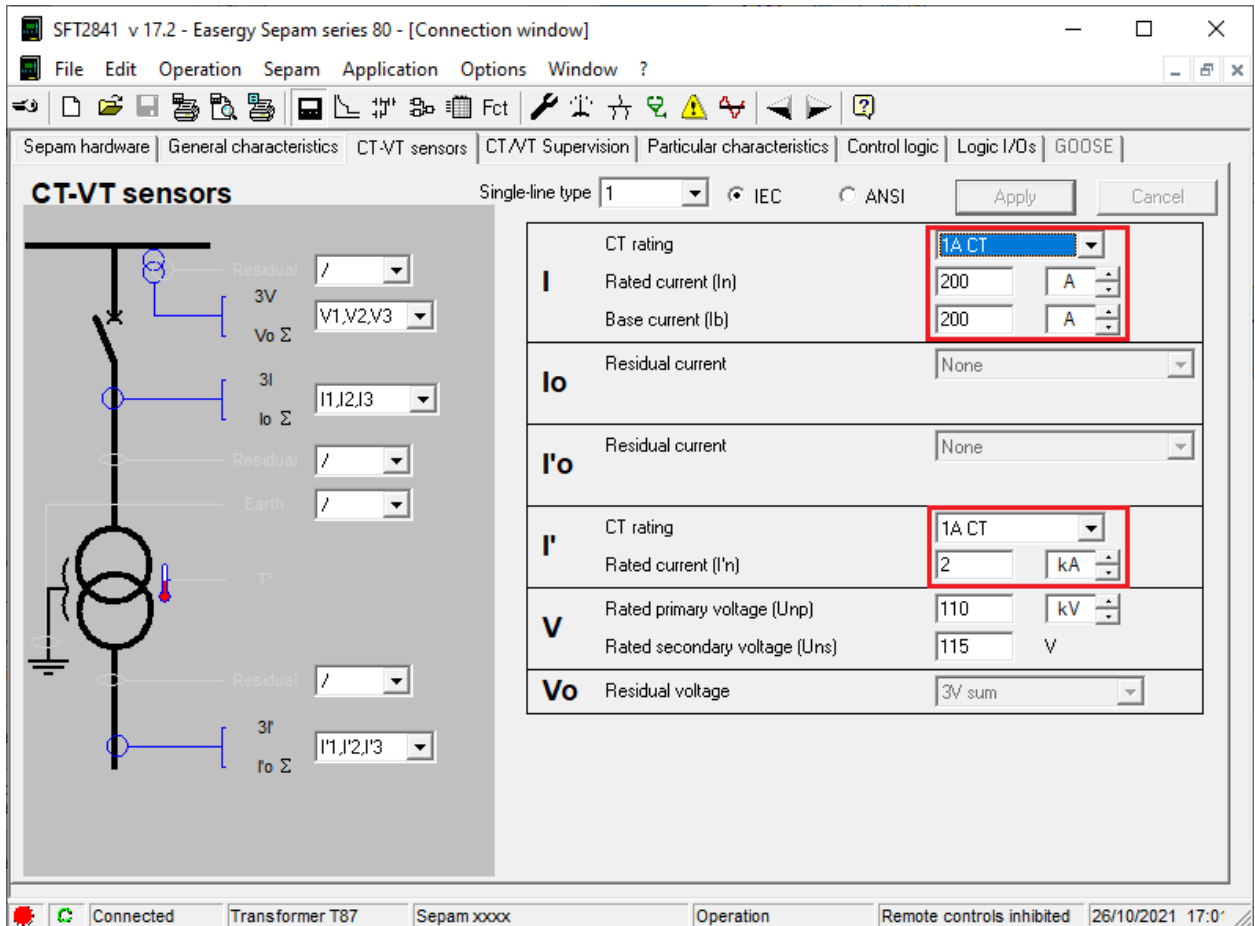 SFT2841 v 17.2 - Easergy Sepam series 80 - [Connection window]
File Edit Operation Sepam Application Options Window ?
Fct
Sepam hardware General characteristics CT-VT sensors CT/VT Supervision Particular characteristics Control logic Logic I/Os GOOSE
CT-VT sensors
Single-line type 1 IEC ANSI Apply Cancel
Residual /
3V
V1,V2,V3
Vo Σ
3I
I1,I2,I3
Io Σ
Residual /
Earth /
T°
Residual /
3I'
I'1,I'2,I'3
I'o Σ
I
CT rating 1A CT
Rated current (In) 200 A
Base current (Ib) 200 A
Io
Residual current None
I'o
Residual current None
I'
CT rating 1A CT
Rated current (I'n) 2 kA
V
Rated primary voltage (Unp) 110 kV
Rated secondary voltage (Uns) 115 V
Vo Residual voltage 3V sum
Connected Transformer T87 Sepam xxxx Operation Remote controls inhibited 26/10/2021